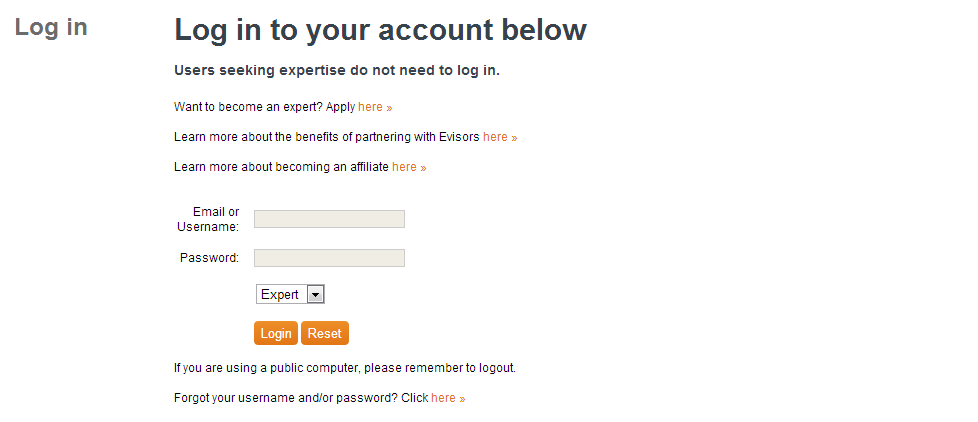 Log in
Log in to your account below
Users seeking expertise do not need to log in.
Want to become an expert? Apply here »
Learn more about the benefits of partnering with Evisors here »
Learn more about becoming an affiliate here »
Email or
Username:
Password:
Expert
Login Reset
If you are using a public computer, please remember to logout.
Forgot your username and/or password? Click here »